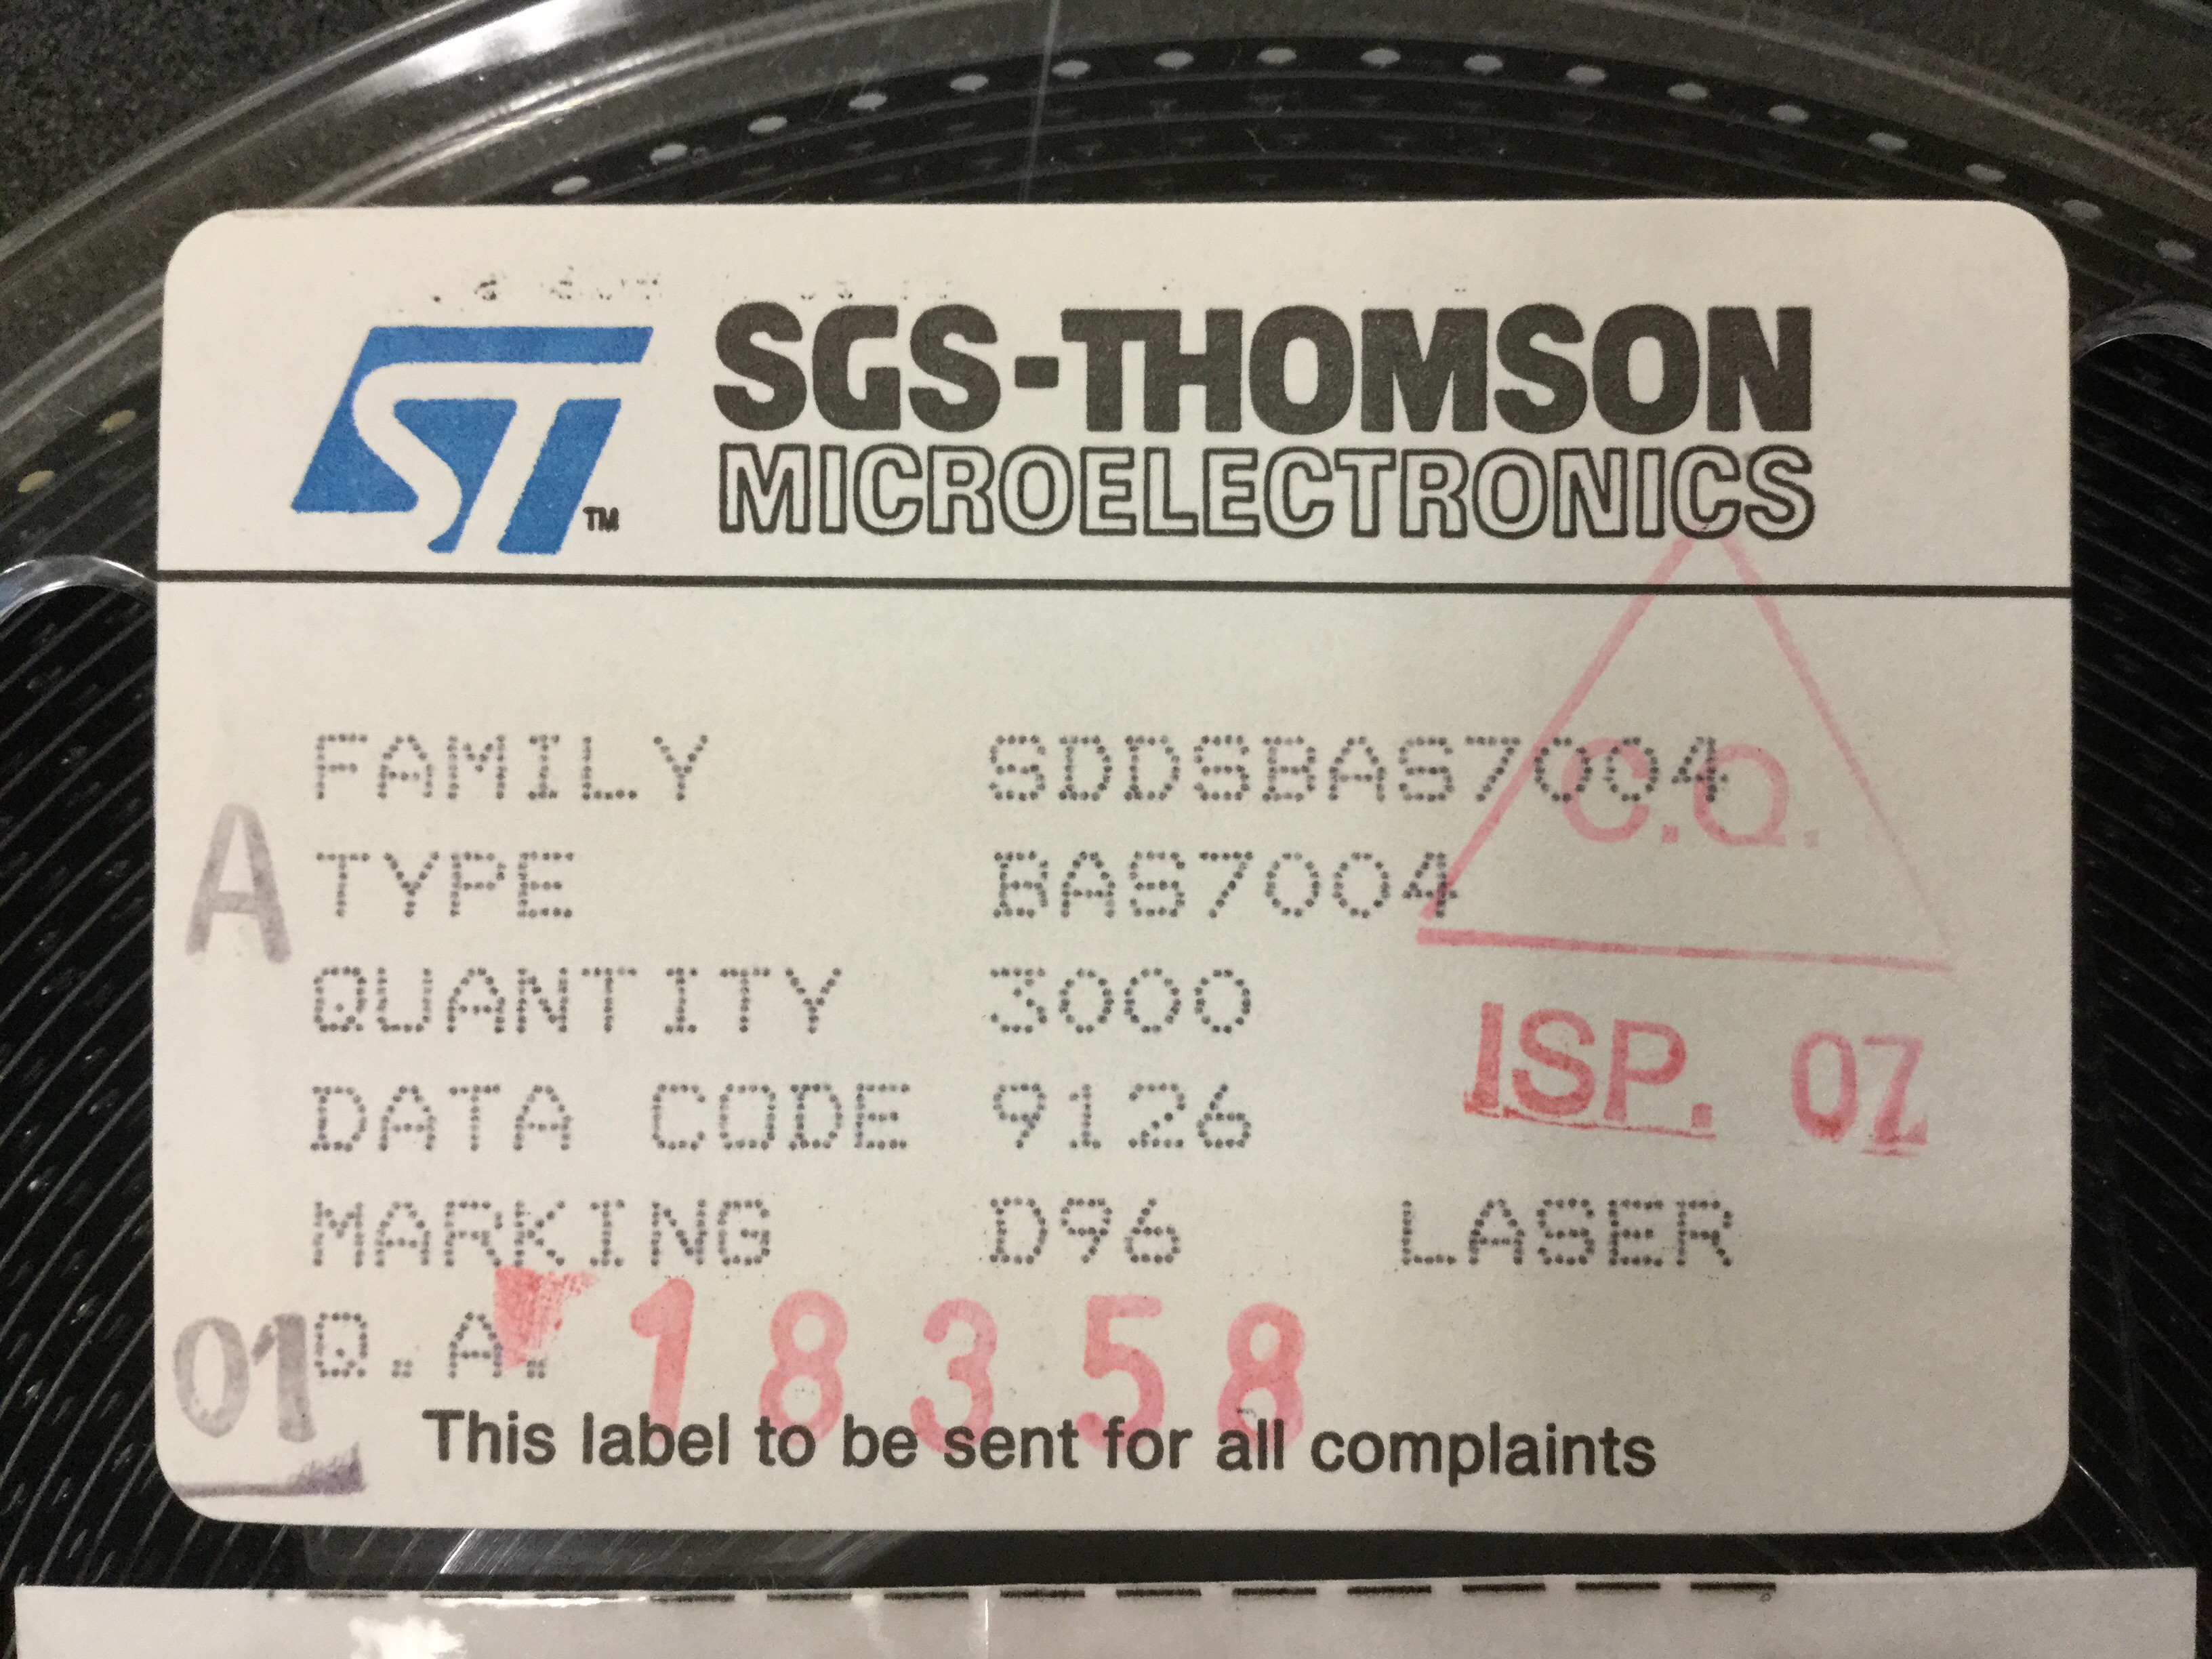 ST™
SGS-THOMSON
MICROELECTRONICS
FAMILY SDDSBAS7004
C.Q.
A
TYPE BAS7004
QUANTITY 3000
ISP. 07
DATA CODE 9126
MARKING D96 LASER
01
Q.A. 18358
This label to be sent for all complaints